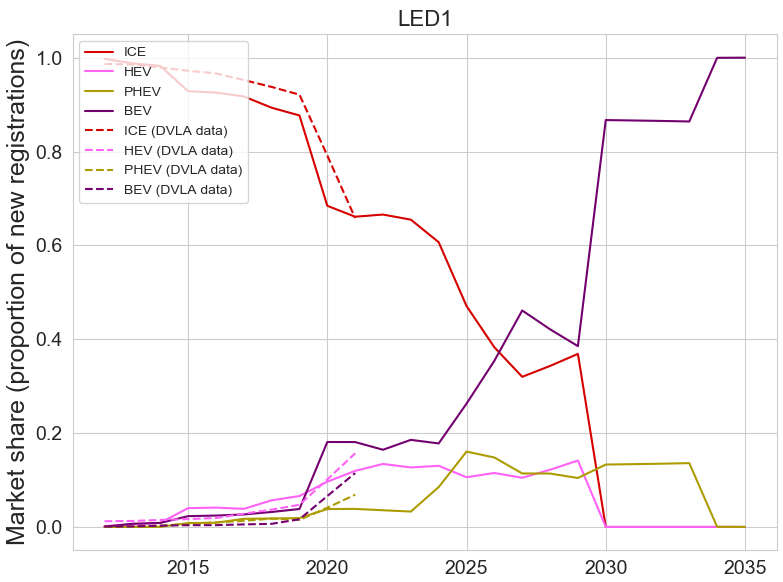 LED1
Market share (proportion of new registrations)
1.0
0.8
0.6
0.4
0.2
0.0
ICE
HEV
PHEV
BEV
ICE (DVLA data)
HEV (DVLA data)
PHEV (DVLA data)
BEV (DVLA data)
2015 2020 2025 2030 2035